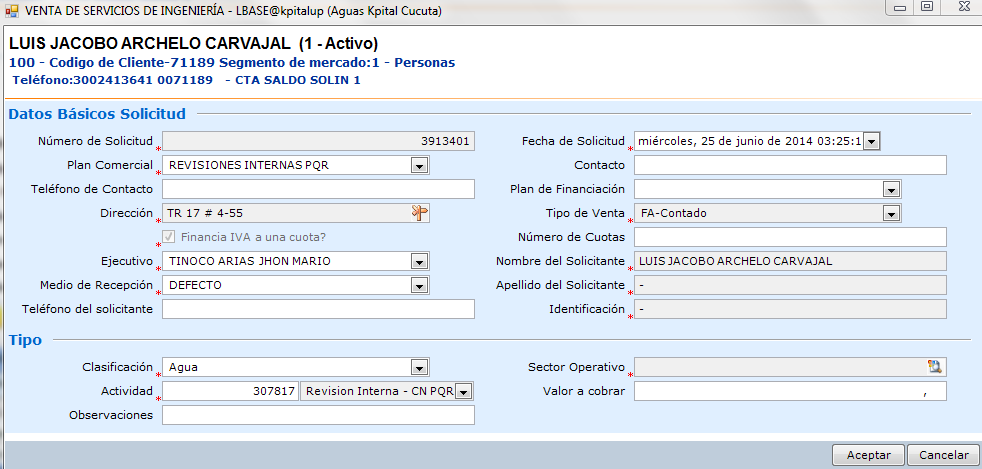 VENTA DE SERVICIOS DE INGENIERÍA - LBASE@kpitalup (Aguas Kpital Cucuta)
LUIS JACOBO ARCHELO CARVAJAL (1 - Activo)
100 - Codigo de Cliente-71189 Segmento de mercado:1 - Personas
Teléfono:3002413641 0071189 - CTA SALDO SOLIN 1
Datos Básicos Solicitud
Número de Solicitud * 3913401 Fecha de Solicitud * miércoles, 25 de junio de 2014 03:25:1
Plan Comercial * REVISIONES INTERNAS PQR Contacto
Teléfono de Contacto Plan de Financiación *
Dirección * TR 17 # 4-55 Tipo de Venta * FA-Contado
* Financia IVA a una cuota? Número de Cuotas
Ejecutivo * TINOCO ARIAS JHON MARIO Nombre del Solicitante * LUIS JACOBO ARCHELO CARVAJAL
Medio de Recepción * DEFECTO Apellido del Solicitante * -
Teléfono del solicitante Identificación * -
Tipo
Clasificación * Agua Sector Operativo *
Actividad * 307817 Revision Interna - CN PQR Valor a cobrar * ,
Observaciones
Aceptar Cancelar